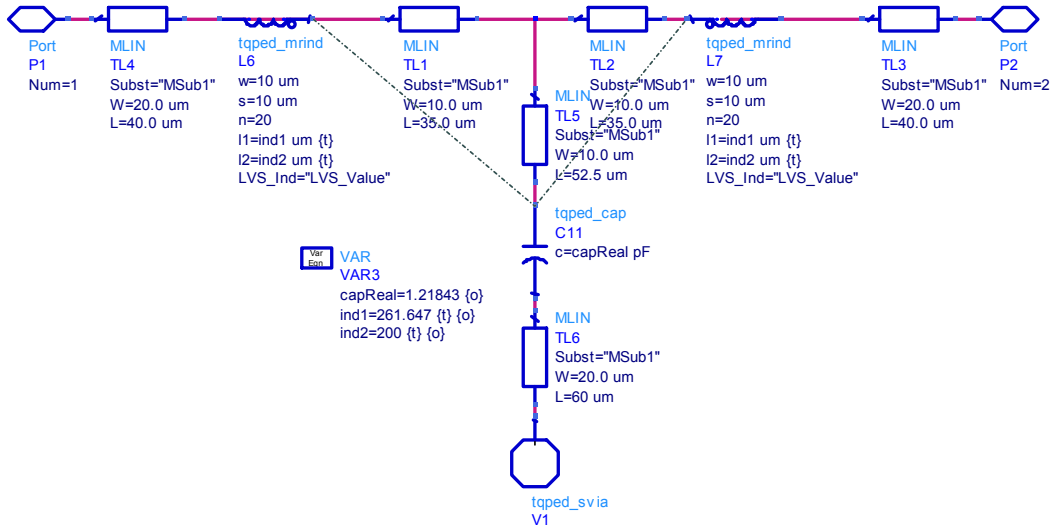 Port
P1
Num=1
MLIN
TL4
Subst="MSub1"
W=20.0 um
L=40.0 um
tqped_mrind
L6
w=10 um
s=10 um
n=20
l1=ind1 um {t}
l2=ind2 um {t}
LVS_Ind="LVS_Value"
MLIN
TL1
Subst="MSub1"
W=10.0 um
L=35.0 um
MLIN
TL2
Subst="MSub1"
W=10.0 um
L=35.0 um
tqped_mrind
L7
w=10 um
s=10 um
n=20
l1=ind1 um {t}
l2=ind2 um {t}
LVS_Ind="LVS_Value"
MLIN
TL3
Subst="MSub1"
W=20.0 um
L=40.0 um
Port
P2
Num=2
MLIN
TL5
Subst="MSub1"
W=10.0 um
L=52.5 um
tqped_cap
C11
c=capReal pF
Var
Eqn
VAR
VAR3
capReal=1.21843 {o}
ind1=261.647 {t} {o}
ind2=200 {t} {o}
MLIN
TL6
Subst="MSub1"
W=20.0 um
L=60 um
tqped_svia
V1